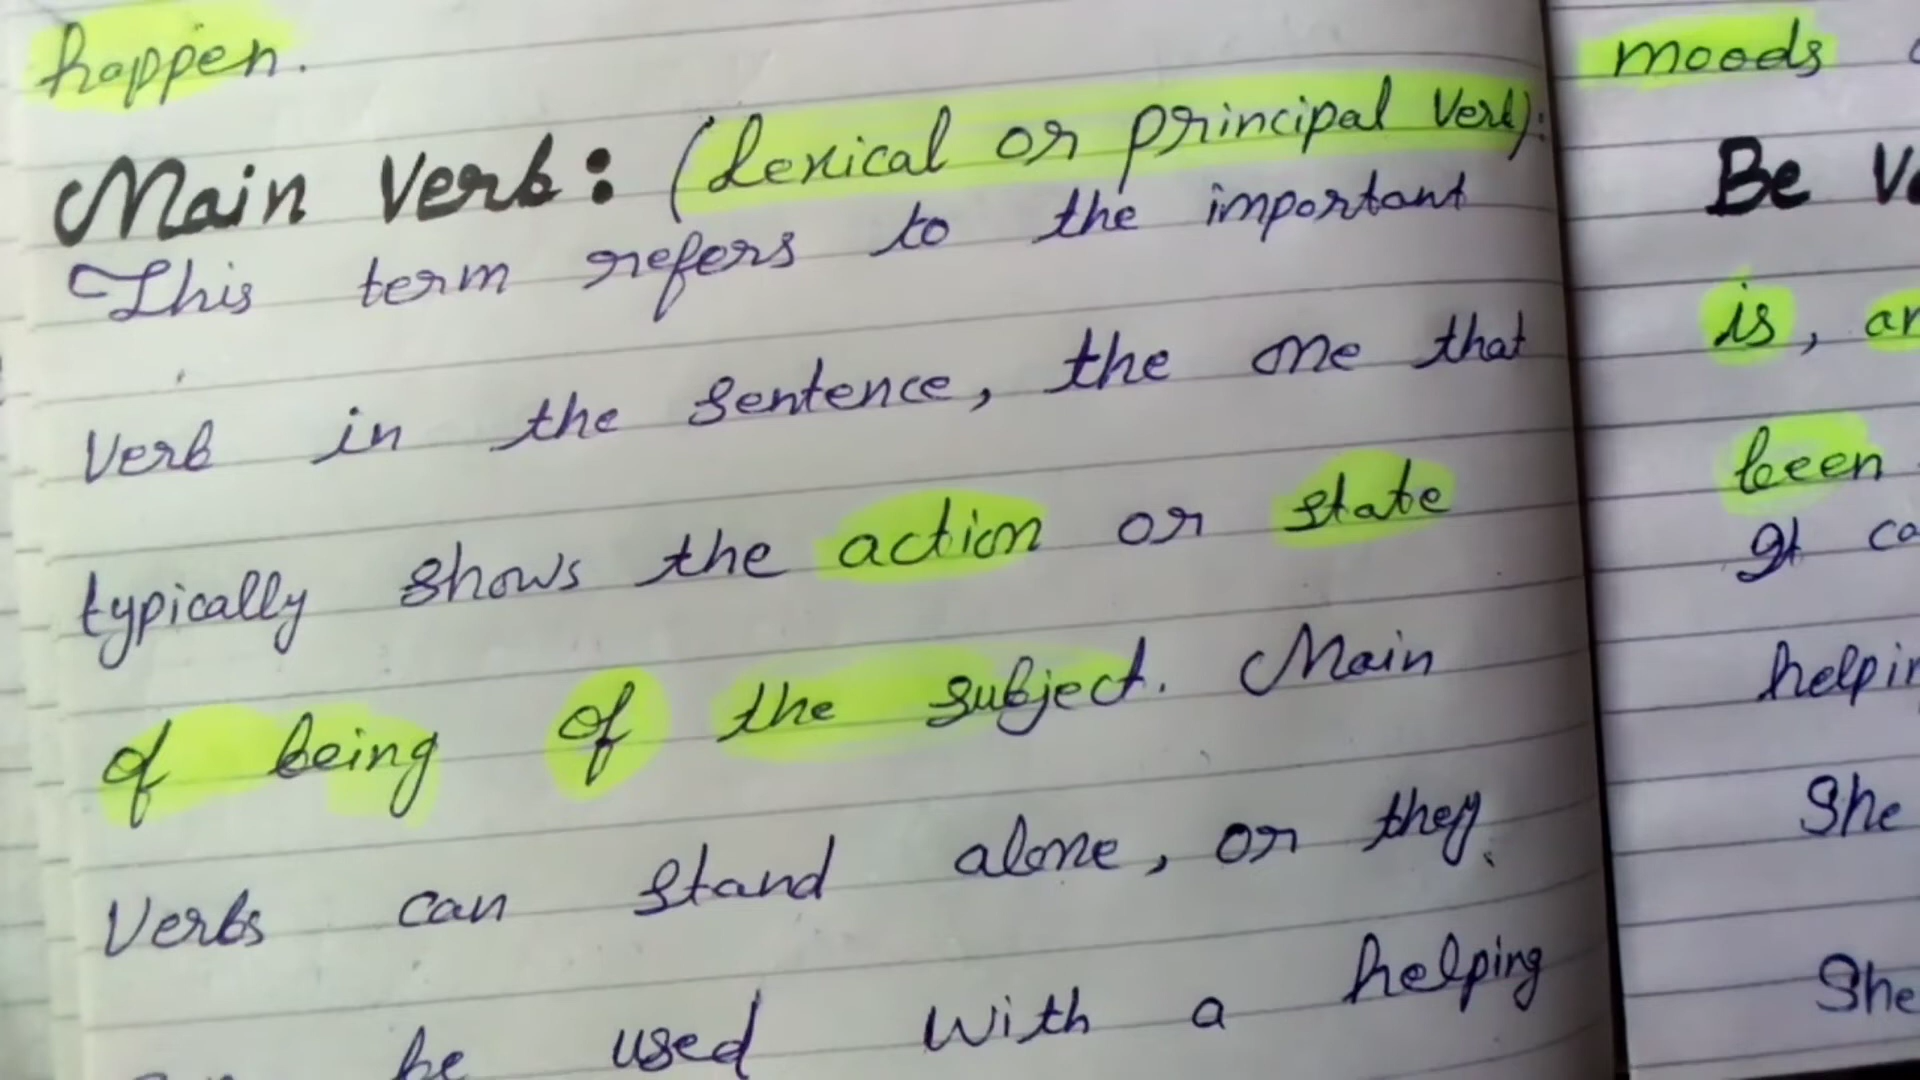 happen.
Main Verb: (Lexical or principal Verb):
This term refers to the important
Verb in the sentence, the one that
typically shows the action or state
of being of the subject. Main
Verbs can stand alone, or they
be used with a helping
moods
Be
is,
been
It
She
She